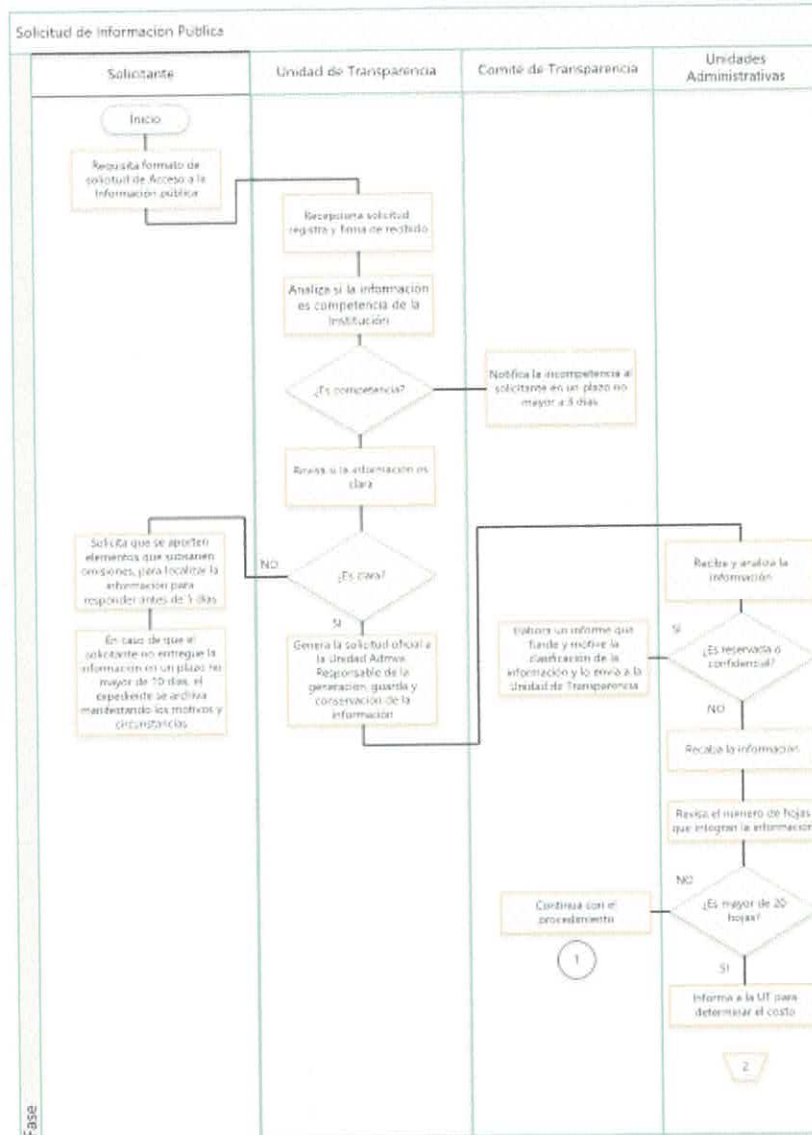 Solicitud de Información Pública
Solicitante
Unidad de Transparencia
Comité de Transparencia
Unidades
Administrativas
Inicio
Requisita formato de
solicitud de Acceso a la
Información pública
Recepciona solicitud
registra y firma de recibido
Analiza si la información
es competencia de la
Institución
¿Es competencia?
Notifica la incompetencia al
solicitante en un plazo no
mayor a 3 días
Revisa si la información es
clara
¿Es clara?
NO
SI
Solicita que se aporten
elementos que subsanen
omisiones, para localizar la
información para
responder antes de 5 días
En caso de que el
solicitante no entregue la
información en un plazo no
mayor de 10 días, el
expediente se archiva
manifestando los motivos y
circunstancias
Genera la solicitud oficial a
la Unidad Admva.
Responsable de la
generación, guarda y
conservación de la
información
Recibe y analiza la
información
¿Es reservada o
confidencial?
SI
NO
Elabora un informe que
funde y motive la
clasificación de la
información y lo envía a la
Unidad de Transparencia
Recaba la información
Revisa el número de hojas
que integran la información
¿Es mayor de 20
hojas?
NO
SI
Continua con el
procedimiento
1
Informa a la UT para
determinar el costo
2
Fase